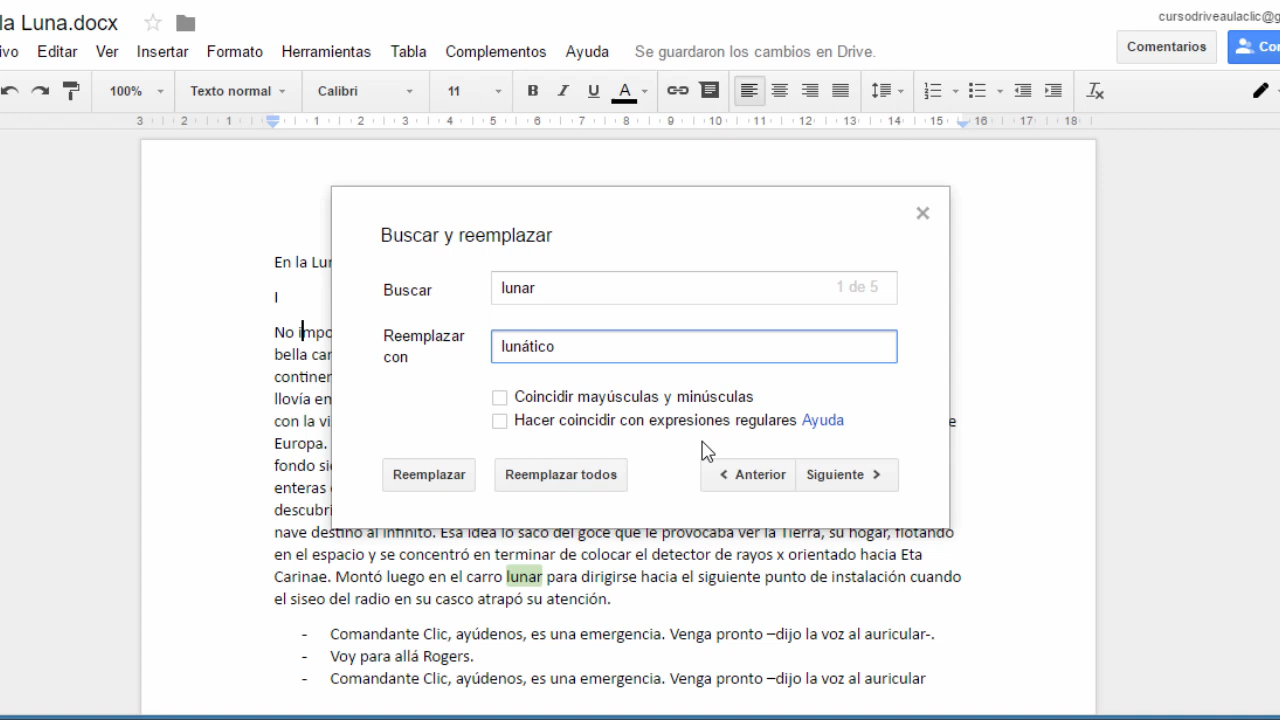 la Luna.docx
cursodriveaulaclic@g
ivo Editar Ver Insertar Formato Herramientas Tabla Complementos Ayuda Se guardaron los cambios en Drive.
Comentarios
Com
100% Texto normal Calibri 11 B I U A
3 2 1 1 2 3 4 5 6 7 8 9 10 11 12 13 14 15 16 17 18
Buscar y reemplazar
Buscar lunar 1 de 5
Reemplazar
con
lunático
Coincidir mayúsculas y minúsculas
Hacer coincidir con expresiones regulares Ayuda
Reemplazar Reemplazar todos Anterior Siguiente
En la Lun
I
No impo
bella car
continen
llovía en
con la vi e
Europa.
fondo si
enteras
descubri
nave destino al infinito. Esa idea lo sacó del goce que le provocaba ver la Tierra, su hogar, flotando
en el espacio y se concentró en terminar de colocar el detector de rayos x orientado hacia Eta
Carinae. Montó luego en el carro lunar para dirigirse hacia el siguiente punto de instalación cuando
el siseo del radio en su casco atrapó su atención.
- Comandante Clic, ayúdenos, es una emergencia. Venga pronto –dijo la voz al auricular-.
- Voy para allá Rogers.
- Comandante Clic, ayúdenos, es una emergencia. Venga pronto –dijo la voz al auricular